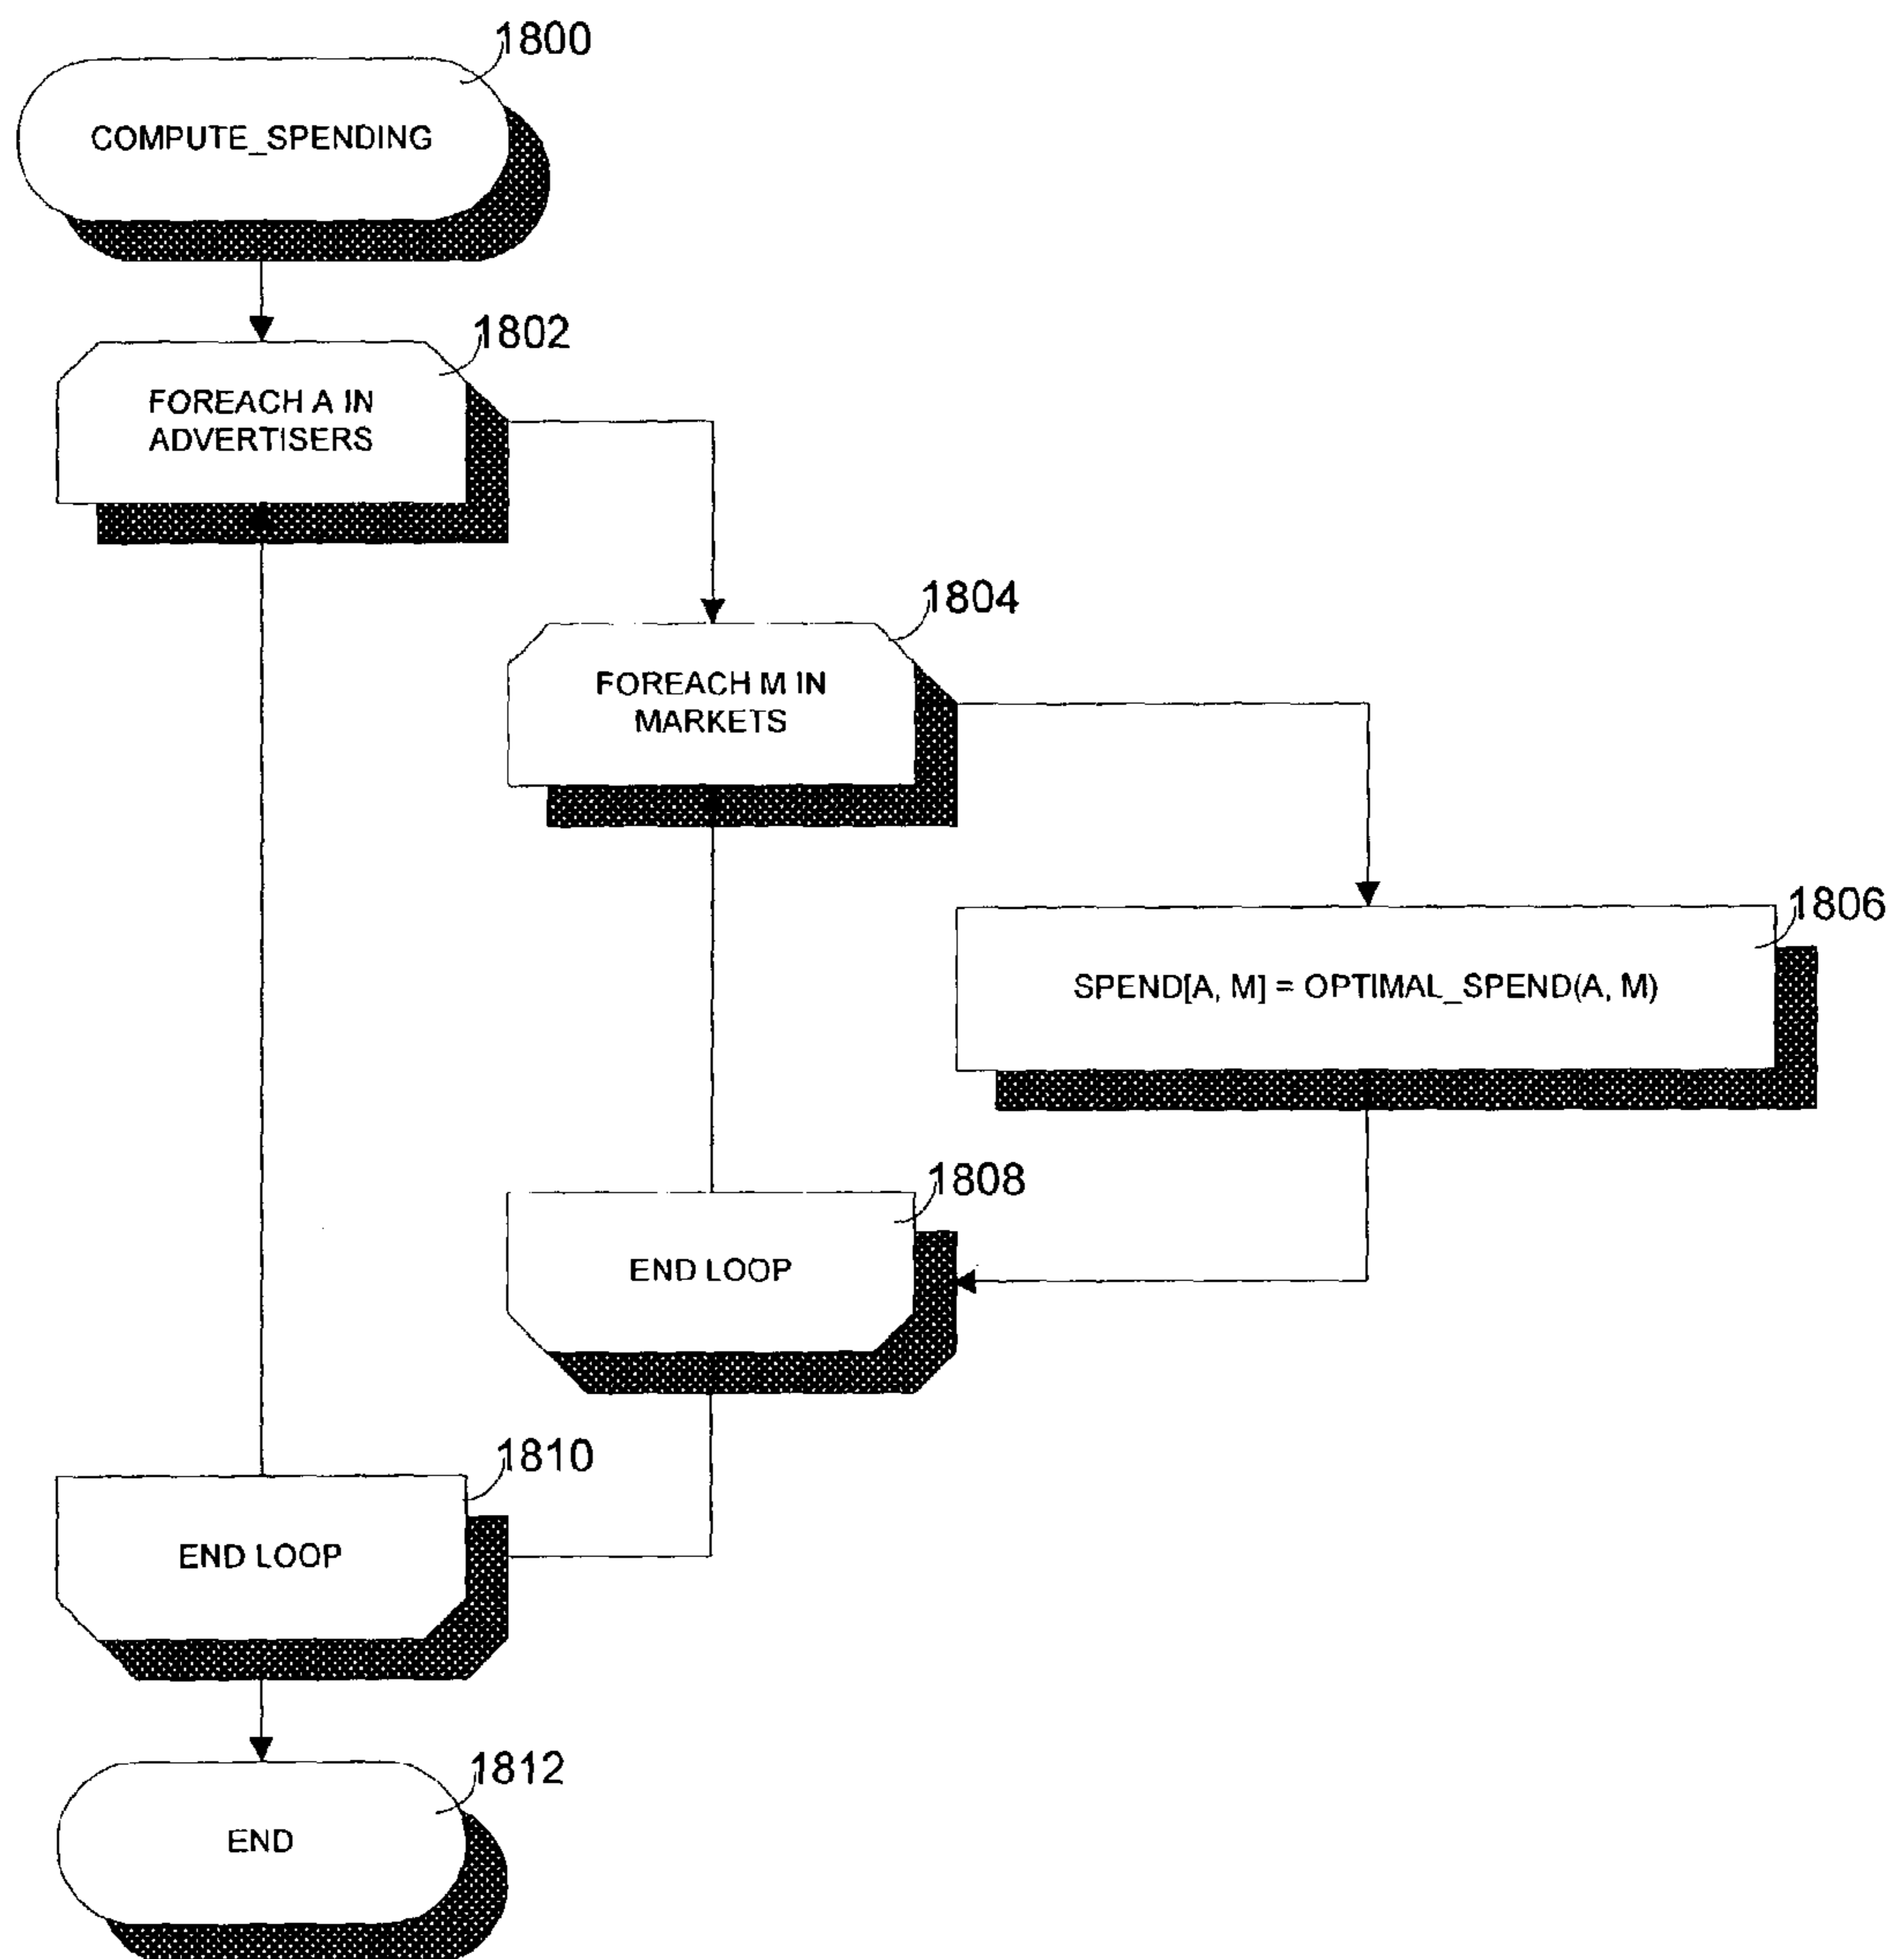 1800
COMPUTE_SPENDING
1802
FOREACH A IN
ADVERTISERS
1804
FOREACH M IN
MARKETS
1806
SPEND[A, M] = OPTIMAL_SPEND(A, M)
1808
END LOOP
1810
END LOOP
1812
END